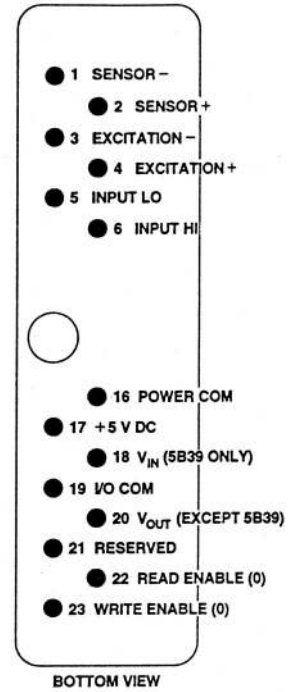 1 SENSOR −
2 SENSOR +
3 EXCITATION −
4 EXCITATION +
5 INPUT LO
6 INPUT HI
16 POWER COM
17 +5 V DC
18 VIN (5B39 ONLY)
19 I/O COM
20 VOUT (EXCEPT 5B39)
21 RESERVED
22 READ ENABLE (0)
23 WRITE ENABLE (0)
BOTTOM VIEW